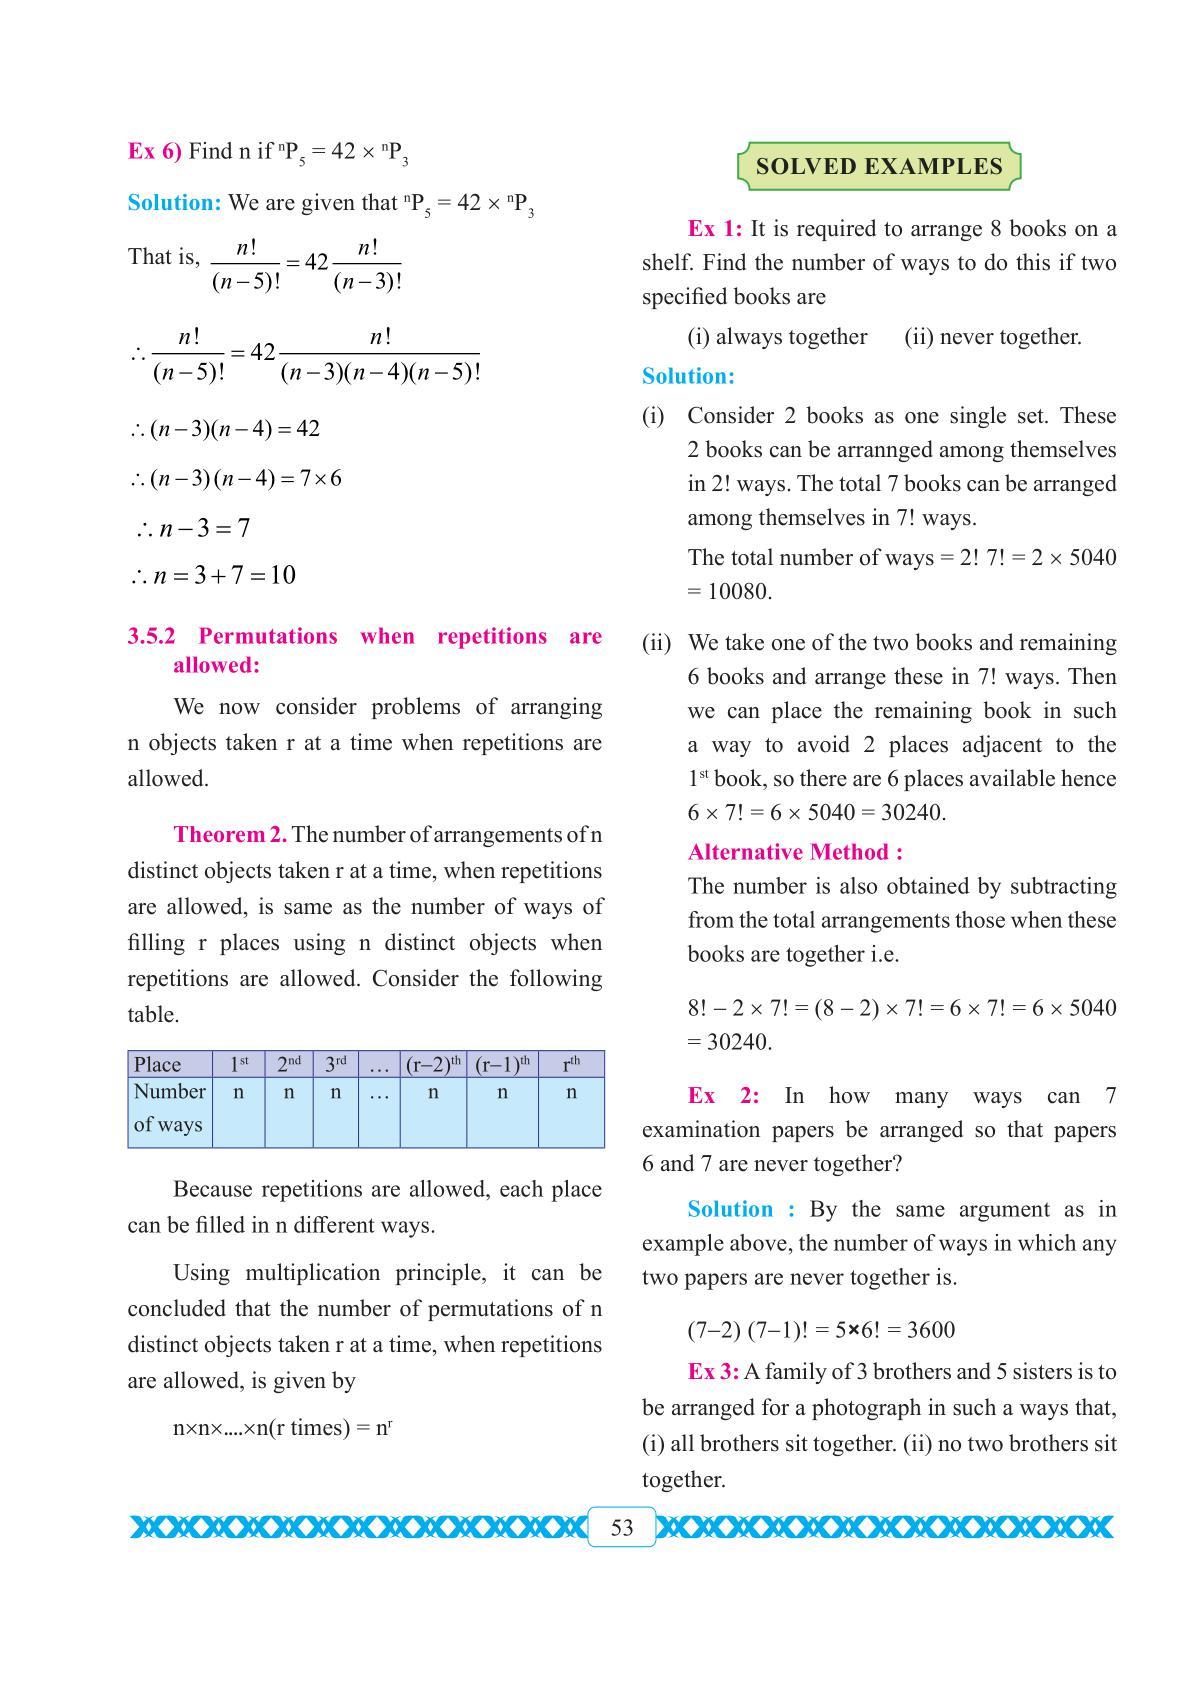 Ex 6) Find n if ⁿP₅ = 42 × ⁿP₃
Solution: We are given that ⁿP₅ = 42 × ⁿP₃
That is, n!/(n−5)! = 42 n!/(n−3)!
∴ n!/(n−5)! = 42 n!/(n−3)(n−4)(n−5)!
∴ (n−3)(n−4) = 42
∴ (n−3)(n−4) = 7×6
∴ n−3 = 7
∴ n = 3+7 = 10
3.5.2 Permutations when repetitions are
allowed:
We now consider problems of arranging
n objects taken r at a time when repetitions are
allowed.
Theorem 2. The number of arrangements of n
distinct objects taken r at a time, when repetitions
are allowed, is same as the number of ways of
filling r places using n distinct objects when
repetitions are allowed. Consider the following
table.
Place 1st 2nd 3rd … (r–2)th (r–1)th rth
Number n n n … n n n
of ways
Because repetitions are allowed, each place
can be filled in n different ways.
Using multiplication principle, it can be
concluded that the number of permutations of n
distinct objects taken r at a time, when repetitions
are allowed, is given by
n×n×....×n(r times) = nʳ
SOLVED EXAMPLES
Ex 1: It is required to arrange 8 books on a
shelf. Find the number of ways to do this if two
specified books are
(i) always together (ii) never together.
Solution:
(i) Consider 2 books as one single set. These
2 books can be arrannged among themselves
in 2! ways. The total 7 books can be arranged
among themselves in 7! ways.
The total number of ways = 2! 7! = 2 × 5040
= 10080.
(ii) We take one of the two books and remaining
6 books and arrange these in 7! ways. Then
we can place the remaining book in such
a way to avoid 2 places adjacent to the
1st book, so there are 6 places available hence
6 × 7! = 6 × 5040 = 30240.
Alternative Method :
The number is also obtained by subtracting
from the total arrangements those when these
books are together i.e.
8! – 2 × 7! = (8 – 2) × 7! = 6 × 7! = 6 × 5040
= 30240.
Ex 2: In how many ways can 7
examination papers be arranged so that papers
6 and 7 are never together?
Solution : By the same argument as in
example above, the number of ways in which any
two papers are never together is.
(7–2) (7–1)! = 5×6! = 3600
Ex 3: A family of 3 brothers and 5 sisters is to
be arranged for a photograph in such a ways that,
(i) all brothers sit together. (ii) no two brothers sit
together.
53